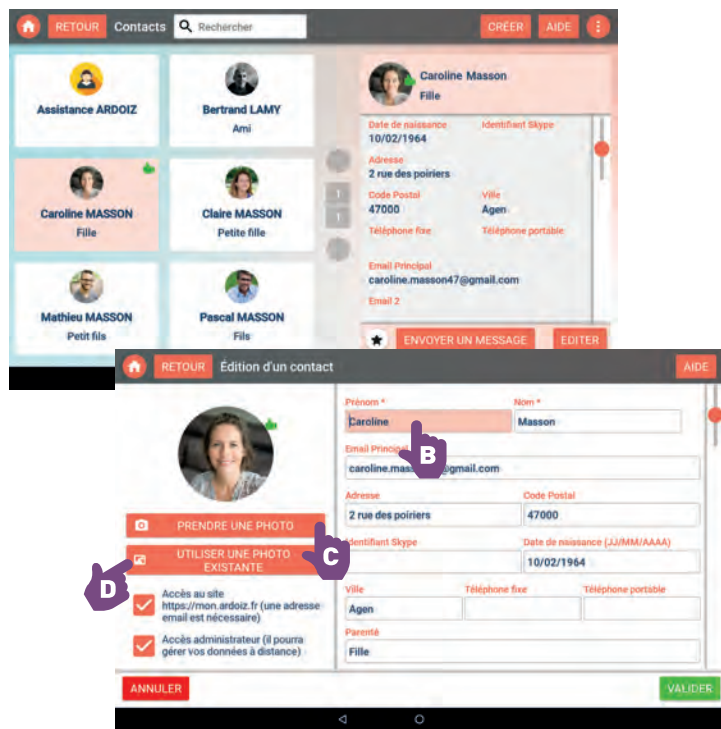 RETOUR Contacts Rechercher CRÉER AIDE
Assistance ARDOIZ
Bertrand LAMY
Ami
Caroline MASSON
Fille
Claire MASSON
Petite fille
Mathieu MASSON
Petit fils
Pascal MASSON
Fils
1
1
Caroline Masson
Fille
Date de naissance Identifiant Skype
10/02/1964
Adresse
2 rue des poiriers
Code Postal Ville
47000 Agen
Téléphone fixe Téléphone portable
Email Principal
caroline.masson47@gmail.com
Email 2
ENVOYER UN MESSAGE EDITER
RETOUR Édition d'un contact AIDE
PRENDRE UNE PHOTO
C
UTILISER UNE PHOTO
EXISTANTE
D
Accès au site
https://mon.ardoiz.fr (une adresse
email est nécessaire)
Accès administrateur (il pourra
gérer vos données à distance)
Prénom * Nom *
Caroline Masson
B
Email Principal
caroline.mas gmail.com
Adresse Code Postal
2 rue des poiriers 47000
Identifiant Skype Date de naissance (JJ/MM/AAAA)
10/02/1964
Ville Téléphone fixe Téléphone portable
Agen
Parenté
Fille
ANNULER VALIDER